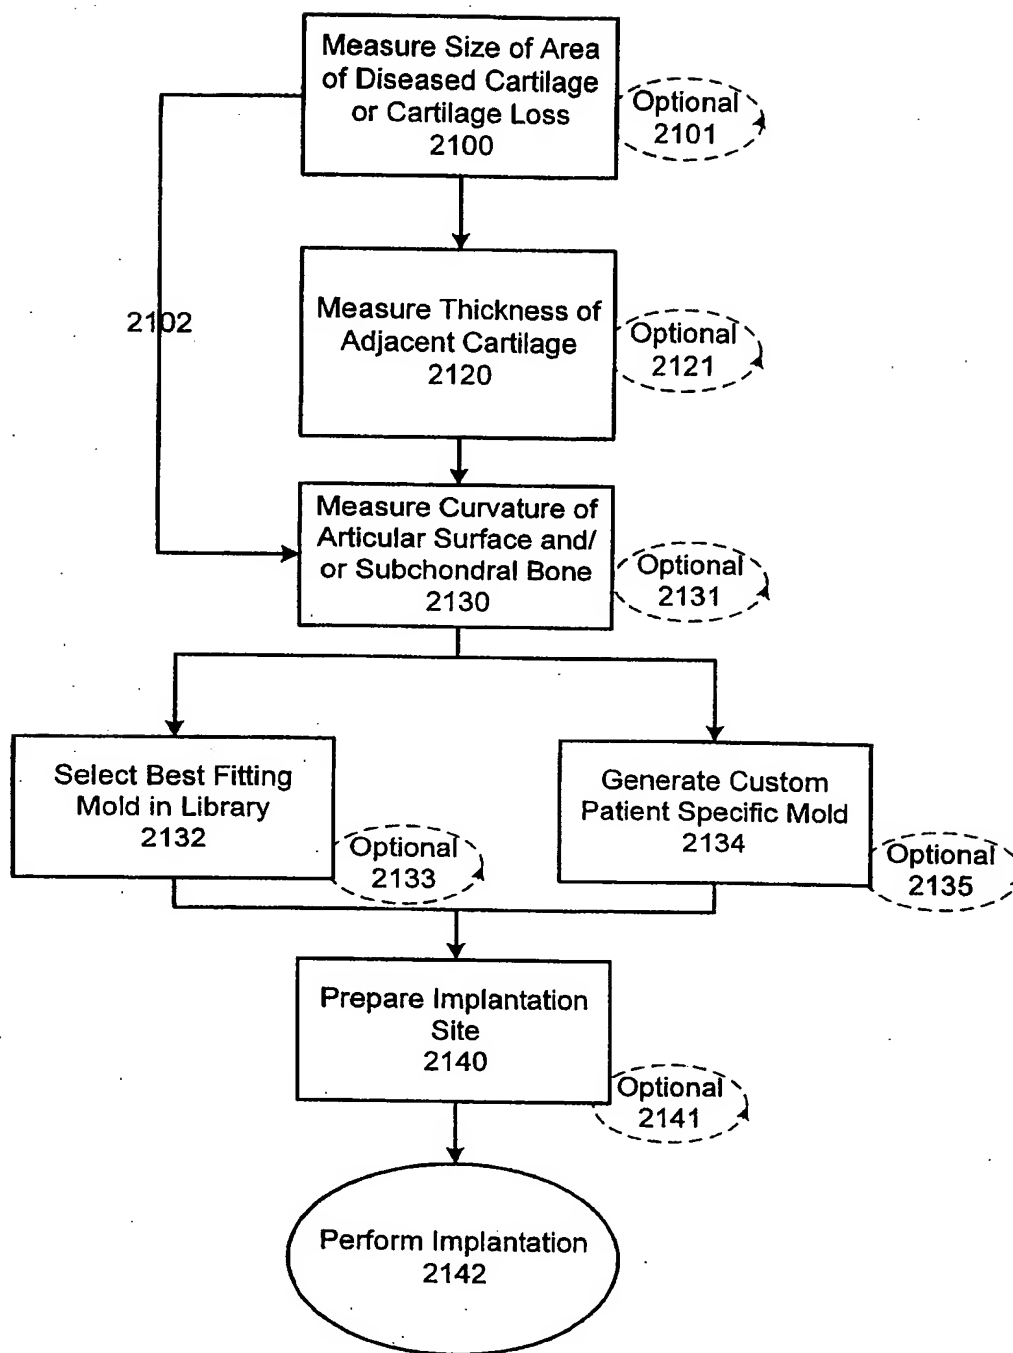 Measure Size of Area
of Diseased Cartilage
or Cartilage Loss
2100
Optional
2101
2102
Measure Thickness of
Adjacent Cartilage
2120
Optional
2121
Measure Curvature of
Articular Surface and/
or Subchondral Bone
2130
Optional
2131
Select Best Fitting
Mold in Library
2132
Optional
2133
Generate Custom
Patient Specific Mold
2134
Optional
2135
Prepare Implantation
Site
2140
Optional
2141
Perform Implantation
2142